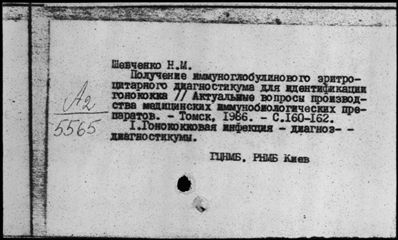 Шевченко Н.М.
Получение иммуноглобулинового эритро-
цитарного диагностикума для идентификации
гонококка // Актуальные вопросы производ-
ства медицинских иммунобиологических пре-
паратов. - Томск, 1986. - С.160-162.
I.Гонококковая инфекция - диагноз- -
диагностикумы.
ГЦНМБ. РНМБ Киев
А2
5565